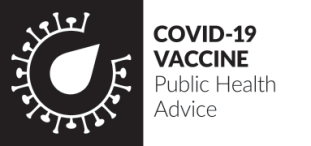 COVID-19
VACCINE
Public Health
Advice